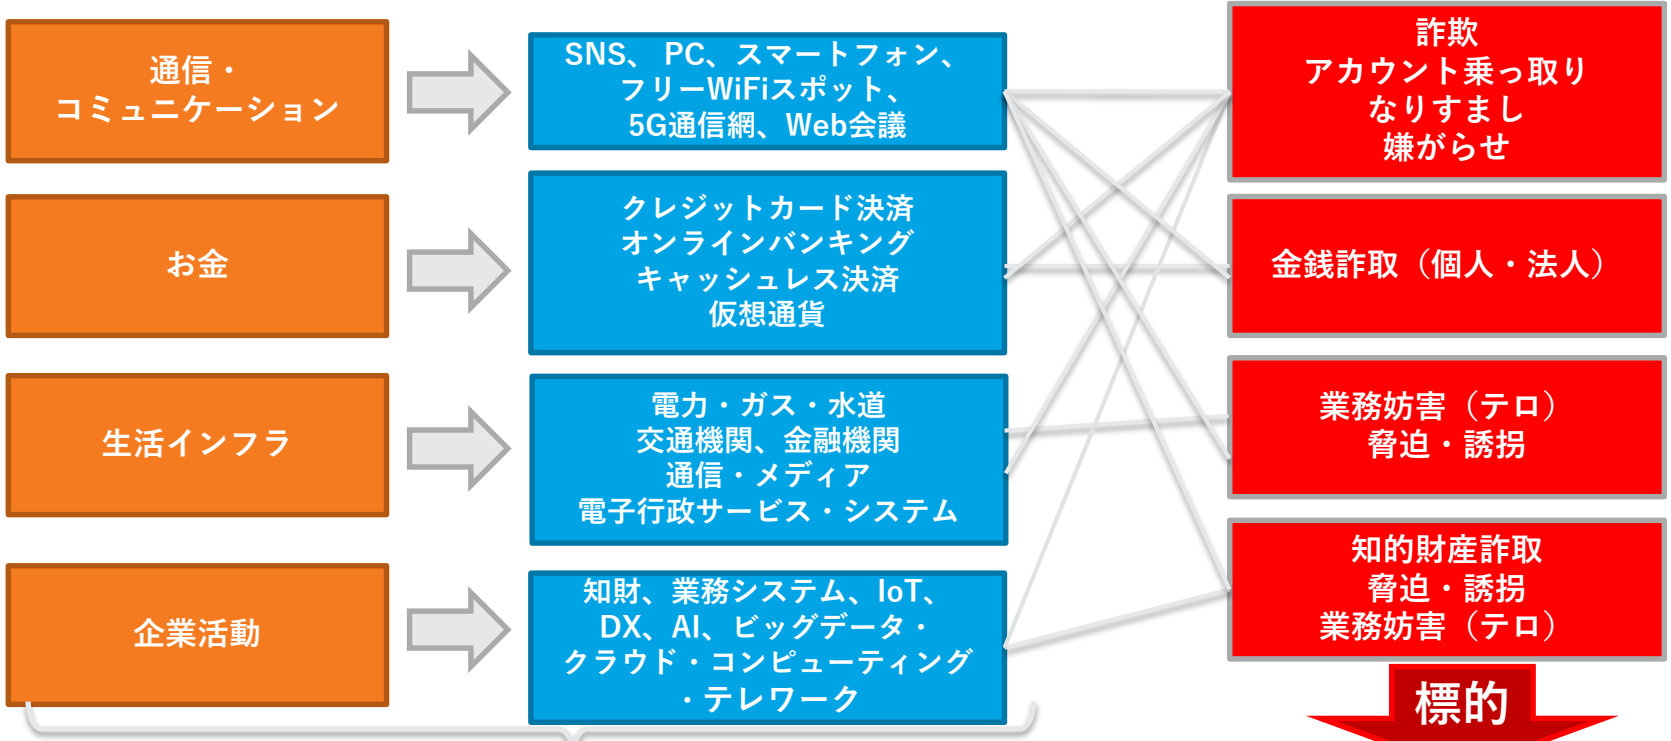 通信・
コミュニケーション
SNS、 PC、スマートフォン、
フリーWiFiスポット、
5G通信網、Web会議
詐欺
アカウント乗っ取り
なりすまし
嫌がらせ
お金
クレジットカード決済
オンラインバンキング
キャッシュレス決済
仮想通貨
金銭詐取（個人・法人）
生活インフラ
電力・ガス・水道
交通機関、金融機関
通信・メディア
電子行政サービス・システム
業務妨害（テロ）
脅迫・誘拐
企業活動
知財、業務システム、IoT、
DX、AI、ビッグデータ・
クラウド・コンピューティング
・テレワーク
知的財産詐取
脅迫・誘拐
業務妨害（テロ）
標的